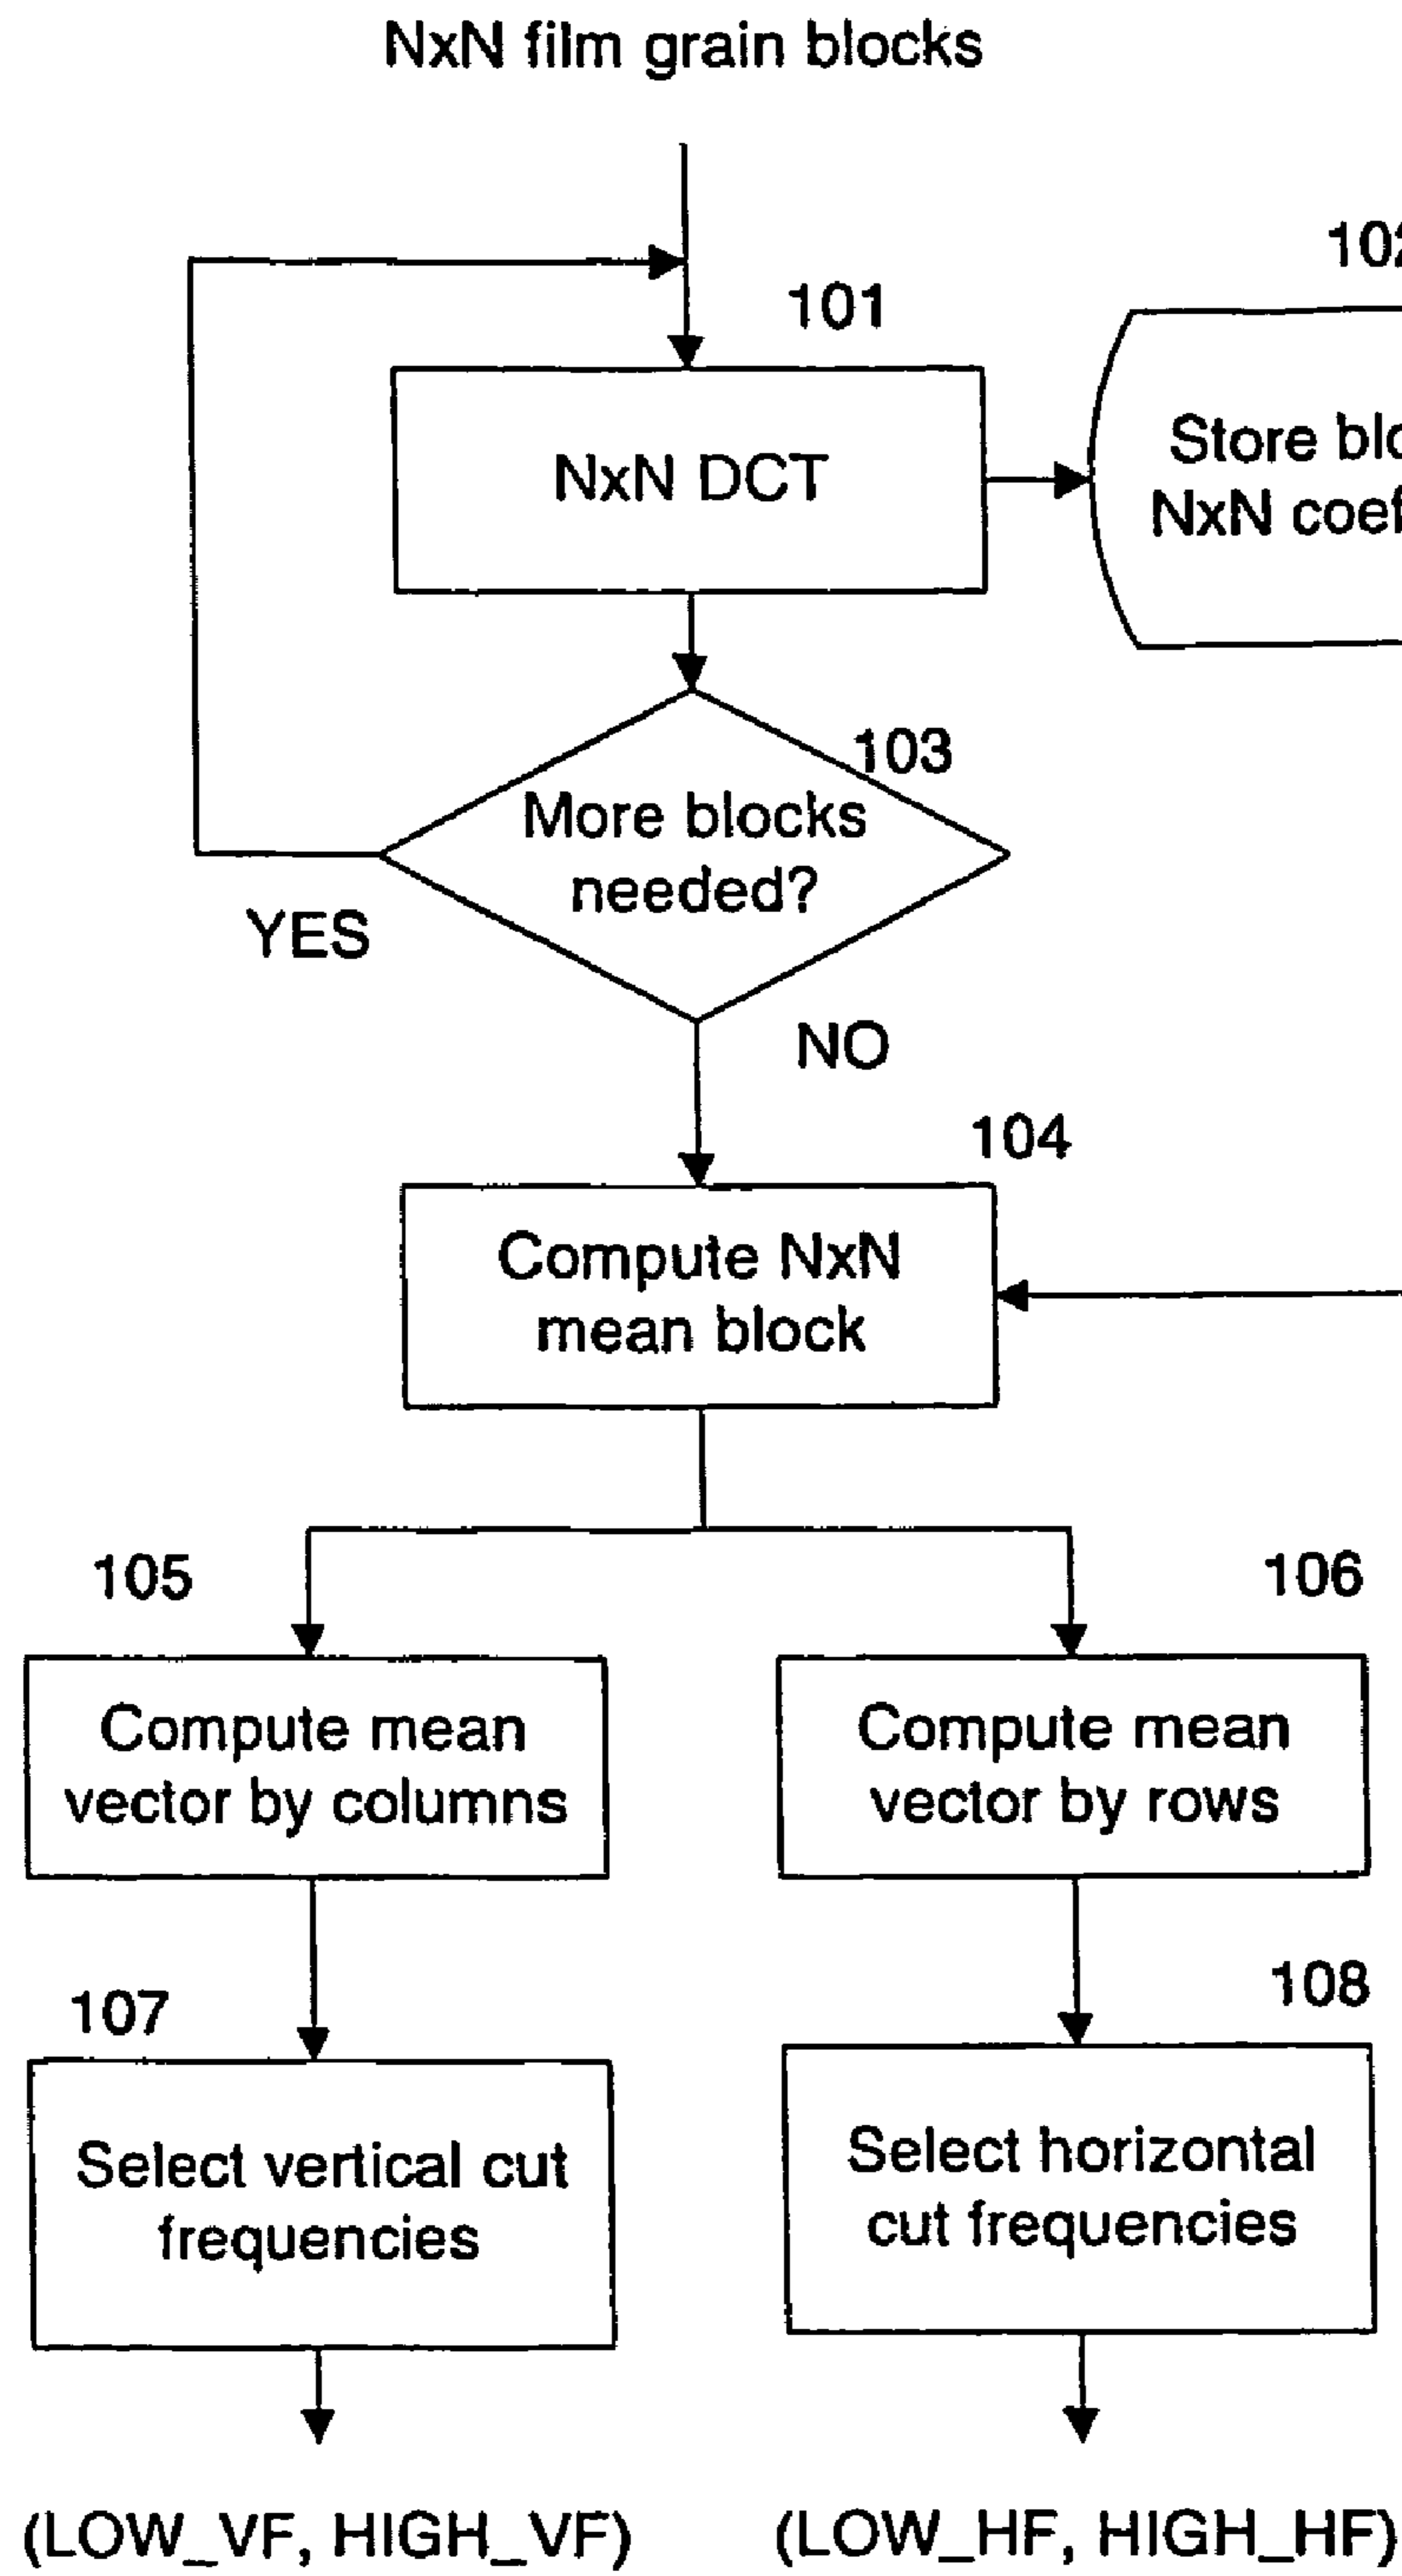 NxN film grain blocks
101
NxN DCT
Store
NxN
103
More blocks
needed?
YES
NO
104
Compute NxN
mean block
105
106
Compute mean
vector by columns
Compute mean
vector by rows
107
108
Select vertical cut
frequencies
Select horizontal
cut frequencies
(LOW_VF, HIGH_VF)
(LOW_HF, HIGH_HF)